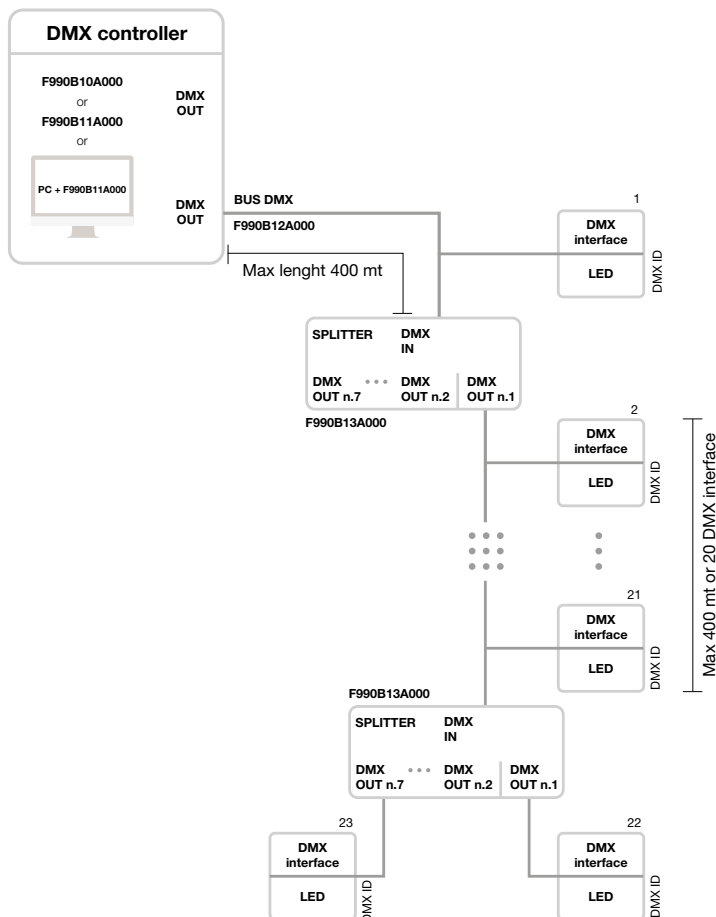 DMX controller
F990B10A000
or
F990B11A000
or
PC + F990B11A000
DMX
OUT
DMX
OUT
BUS DMX
F990B12A000
Max lenght 400 mt
1
DMX
interface
LED
DMX ID
SPLITTER
DMX
IN
DMX
OUT n.7
DMX
OUT n.2
DMX
OUT n.1
F990B13A000
2
DMX
interface
LED
DMX ID
21
DMX
interface
LED
DMX ID
Max 400 mt or 20 DMX interface
F990B13A000
SPLITTER
DMX
IN
DMX
OUT n.7
DMX
OUT n.2
DMX
OUT n.1
23
DMX
interface
LED
DMX ID
22
DMX
interface
LED
DMX ID